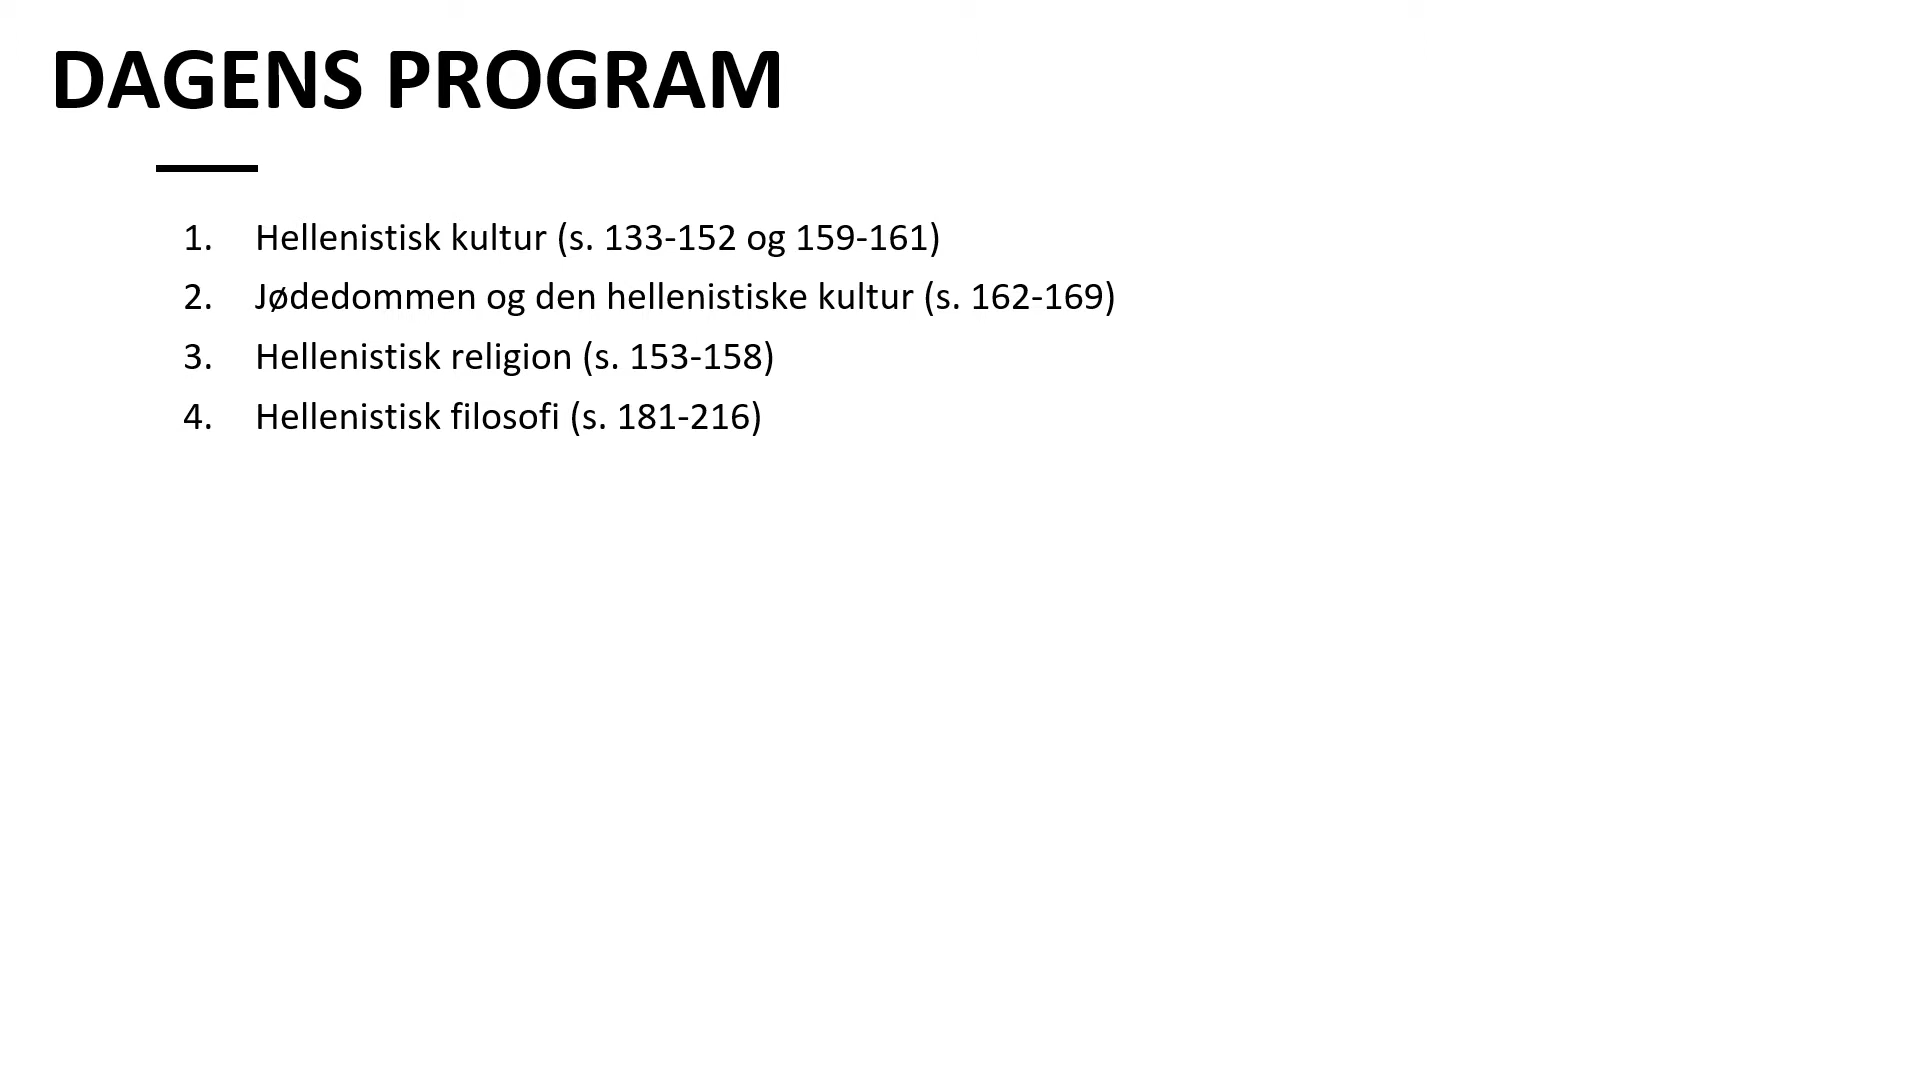 DAGENS PROGRAM
1. Hellenistisk kultur (s. 133-152 og 159-161)
2. Jødedommen og den hellenistiske kultur (s. 162-169)
3. Hellenistisk religion (s. 153-158)
4. Hellenistisk filosofi (s. 181-216)